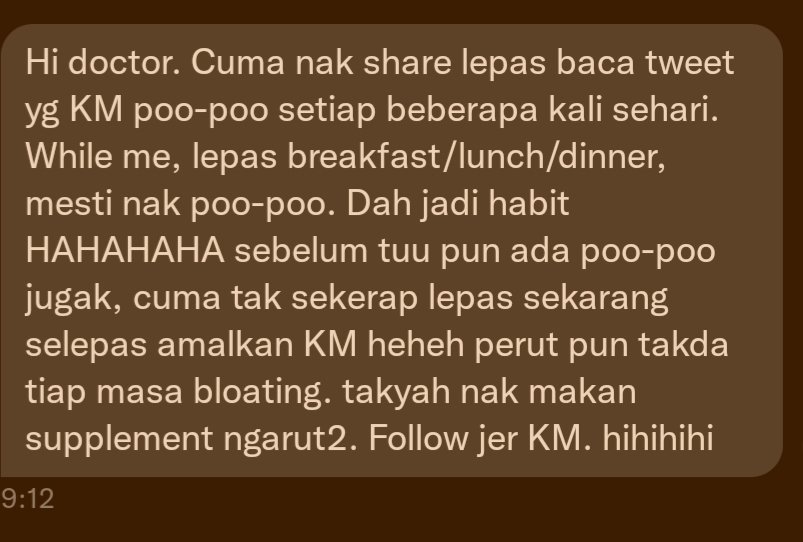 Hi doctor. Cuma nak share lepas baca tweet
yg KM poo-poo setiap beberapa kali sehari.
While me, lepas breakfast/lunch/dinner,
mesti nak poo-poo. Dah jadi habit
HAHAHAHA sebelum tuu pun ada poo-poo
jugak, cuma tak sekerap lepas sekarang
selepas amalkan KM heheh perut pun takda
tiap masa bloating. takyah nak makan
supplement ngarut2. Follow jer KM. hihihihi
9:12